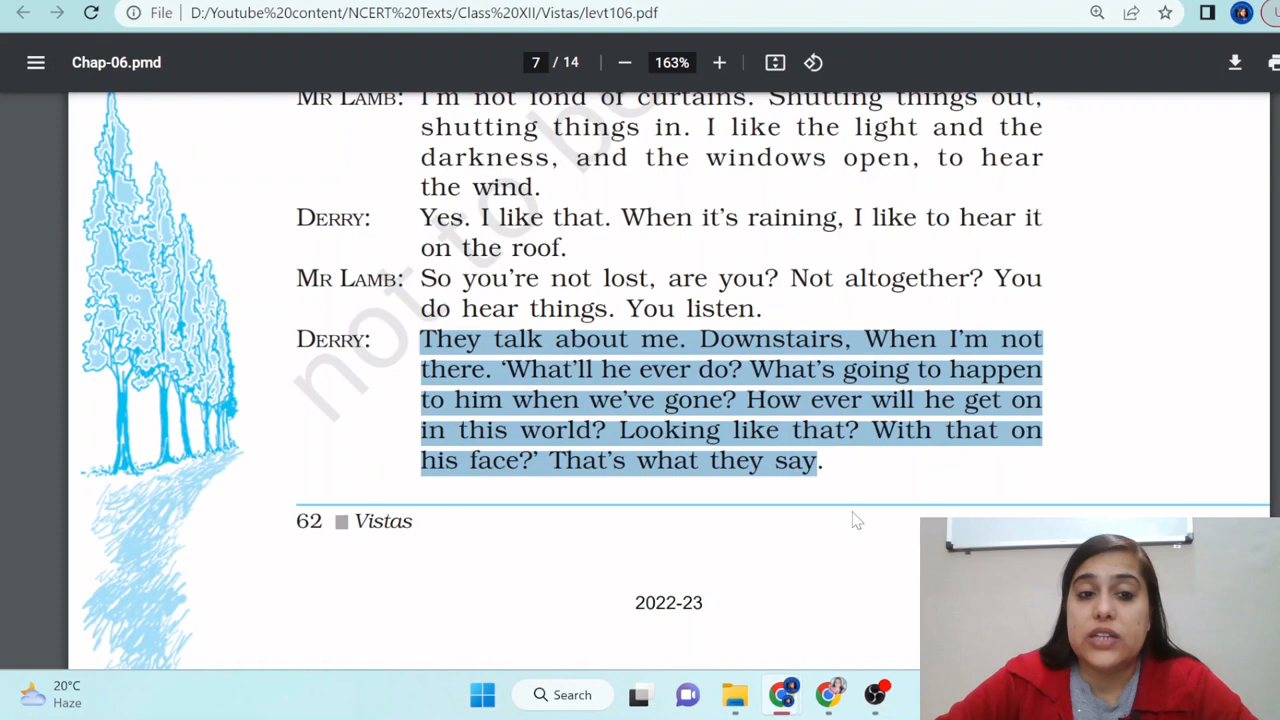 File
D:/Youtube%20content/NCERT%20Texts/Class%20XII/Vistas/levt106.pdf
Chap-06.pmd
7 / 14
163%
MR LAMB: I'm not fond of curtains. Shutting things out,
shutting things in. I like the light and the
darkness, and the windows open, to hear
the wind.
DERRY: Yes. I like that. When it's raining, I like to hear it
on the roof.
MR LAMB: So you're not lost, are you? Not altogether? You
do hear things. You listen.
DERRY: They talk about me. Downstairs, When I'm not
there. 'What'll he ever do? What's going to happen
to him when we've gone? How ever will he get on
in this world? Looking like that? With that on
his face?' That's what they say.
62 ■ Vistas
2022-23
not to be
20°C
Haze
Search